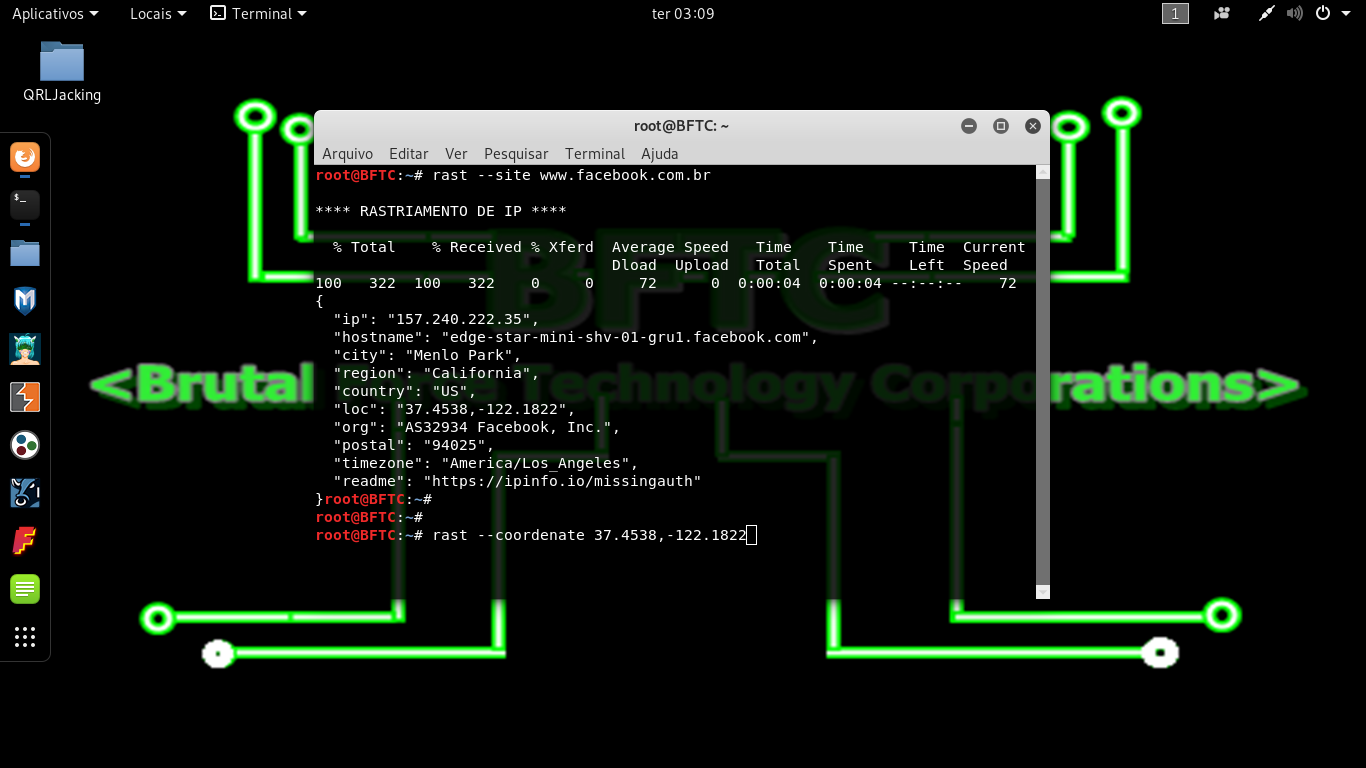 Aplicativos Locais Terminal ter 03:09 1
QRLJacking
root@BFTC: ~
Arquivo Editar Ver Pesquisar Terminal Ajuda
root@BFTC:~# rast --site www.facebook.com.br
**** RASTRIAMENTO DE IP ****
% Total % Received % Xferd Average Speed Time Time Time Current
Dload Upload Total Spent Left Speed
100 322 100 322 0 0 72 0 0:00:04 0:00:04 --:--:-- 72
{
"ip": "157.240.222.35",
"hostname": "edge-star-mini-shv-01-gru1.facebook.com",
"city": "Menlo Park",
"region": "California",
"country": "US",
"loc": "37.4538,-122.1822",
"org": "AS32934 Facebook, Inc.",
"postal": "94025",
"timezone": "America/Los_Angeles",
"readme": "https://ipinfo.io/missingauth"
}root@BFTC:~#
root@BFTC:~#
root@BFTC:~# rast --coordenate 37.4538,-122.1822
BFTC
<Brutal Technology Corporations>